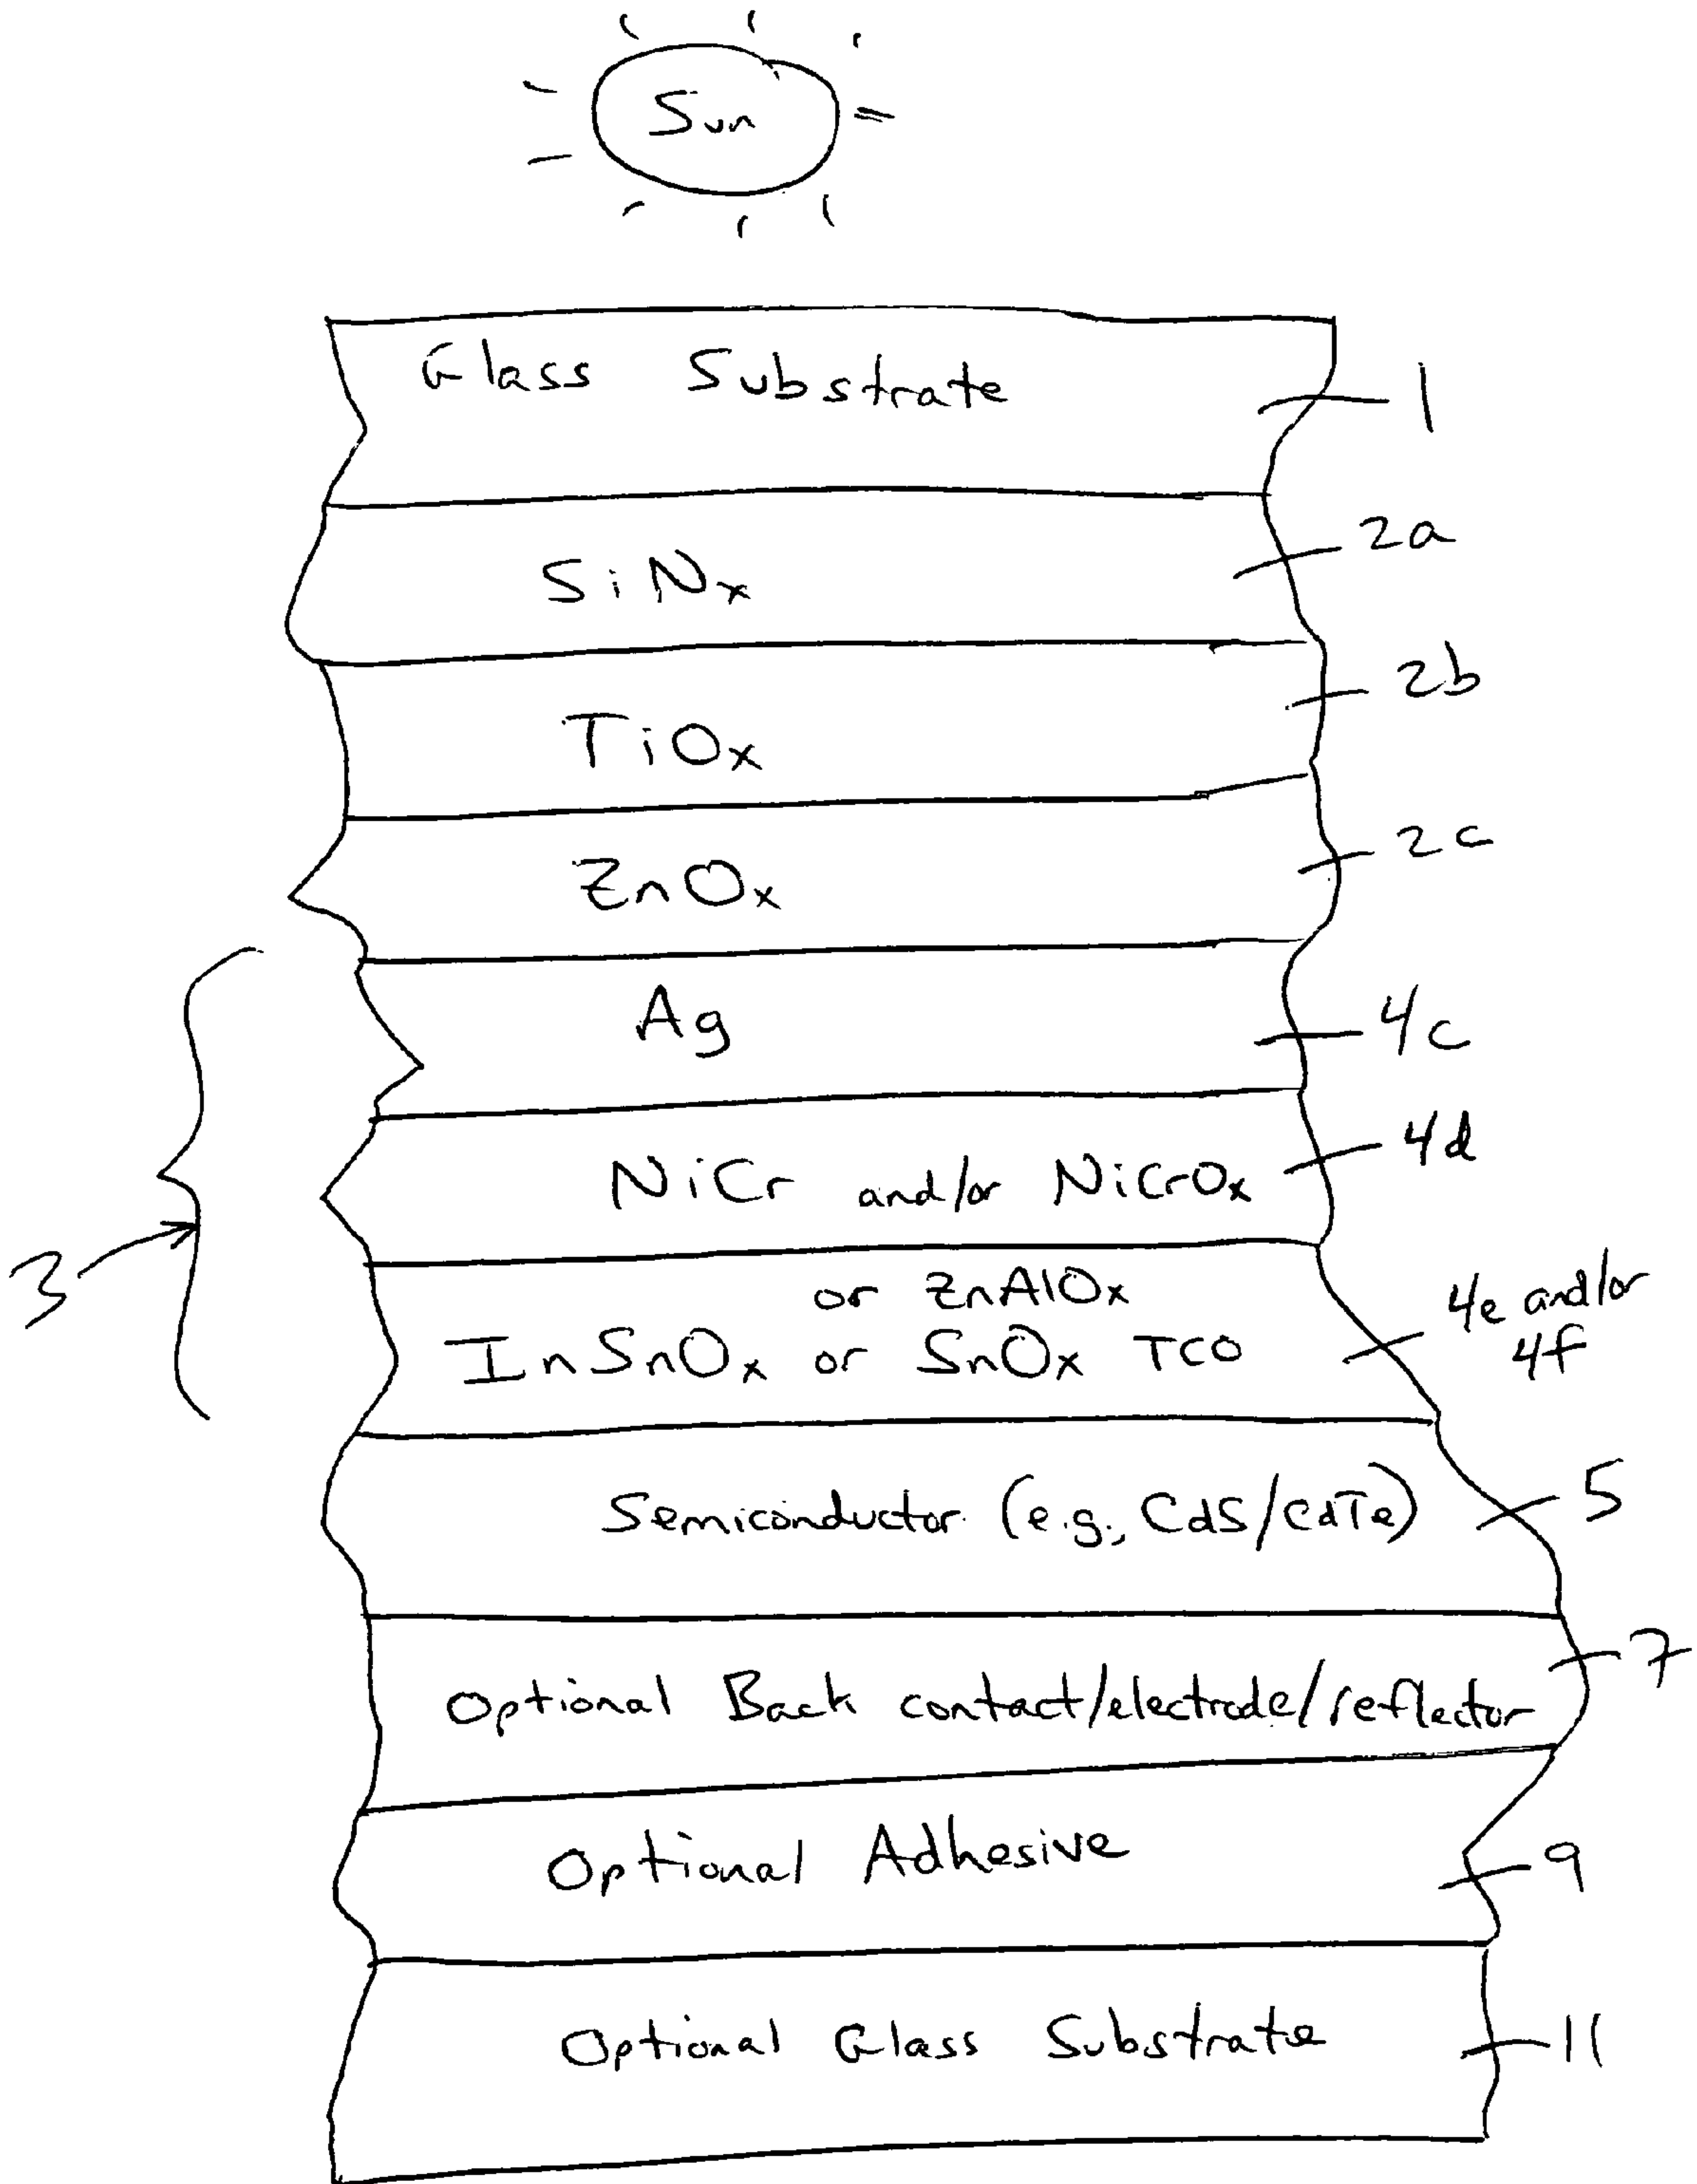 Sun
Glass Substrate
1
SiNx
2a
TiOx
2b
ZnOx
2c
Ag
4c
NiCr and/or NiCrOx
4d
3
or ZnAlOx
InSnOx or SnOx TCO
4e and/or
4f
Semiconductor (e.g., CdS/CdTe)
5
Optional Back contact/electrode/reflector
7
Optional Adhesive
9
Optional Glass Substrate
11